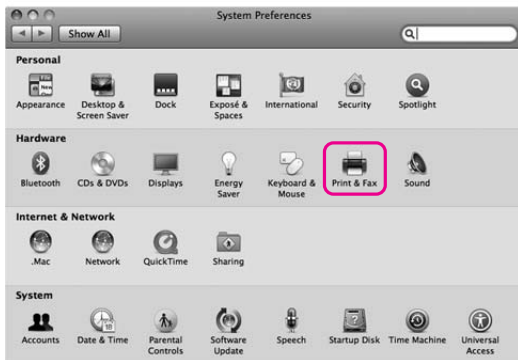 System Preferences
Show All
Personal
Appearance Desktop & Screen Saver Dock Exposé & Spaces International Security Spotlight
Hardware
Bluetooth CDs & DVDs Displays Energy Saver Keyboard & Mouse Print & Fax Sound
Internet & Network
.Mac Network QuickTime Sharing
System
Accounts Date & Time Parental Controls Software Update Speech Startup Disk Time Machine Universal Access